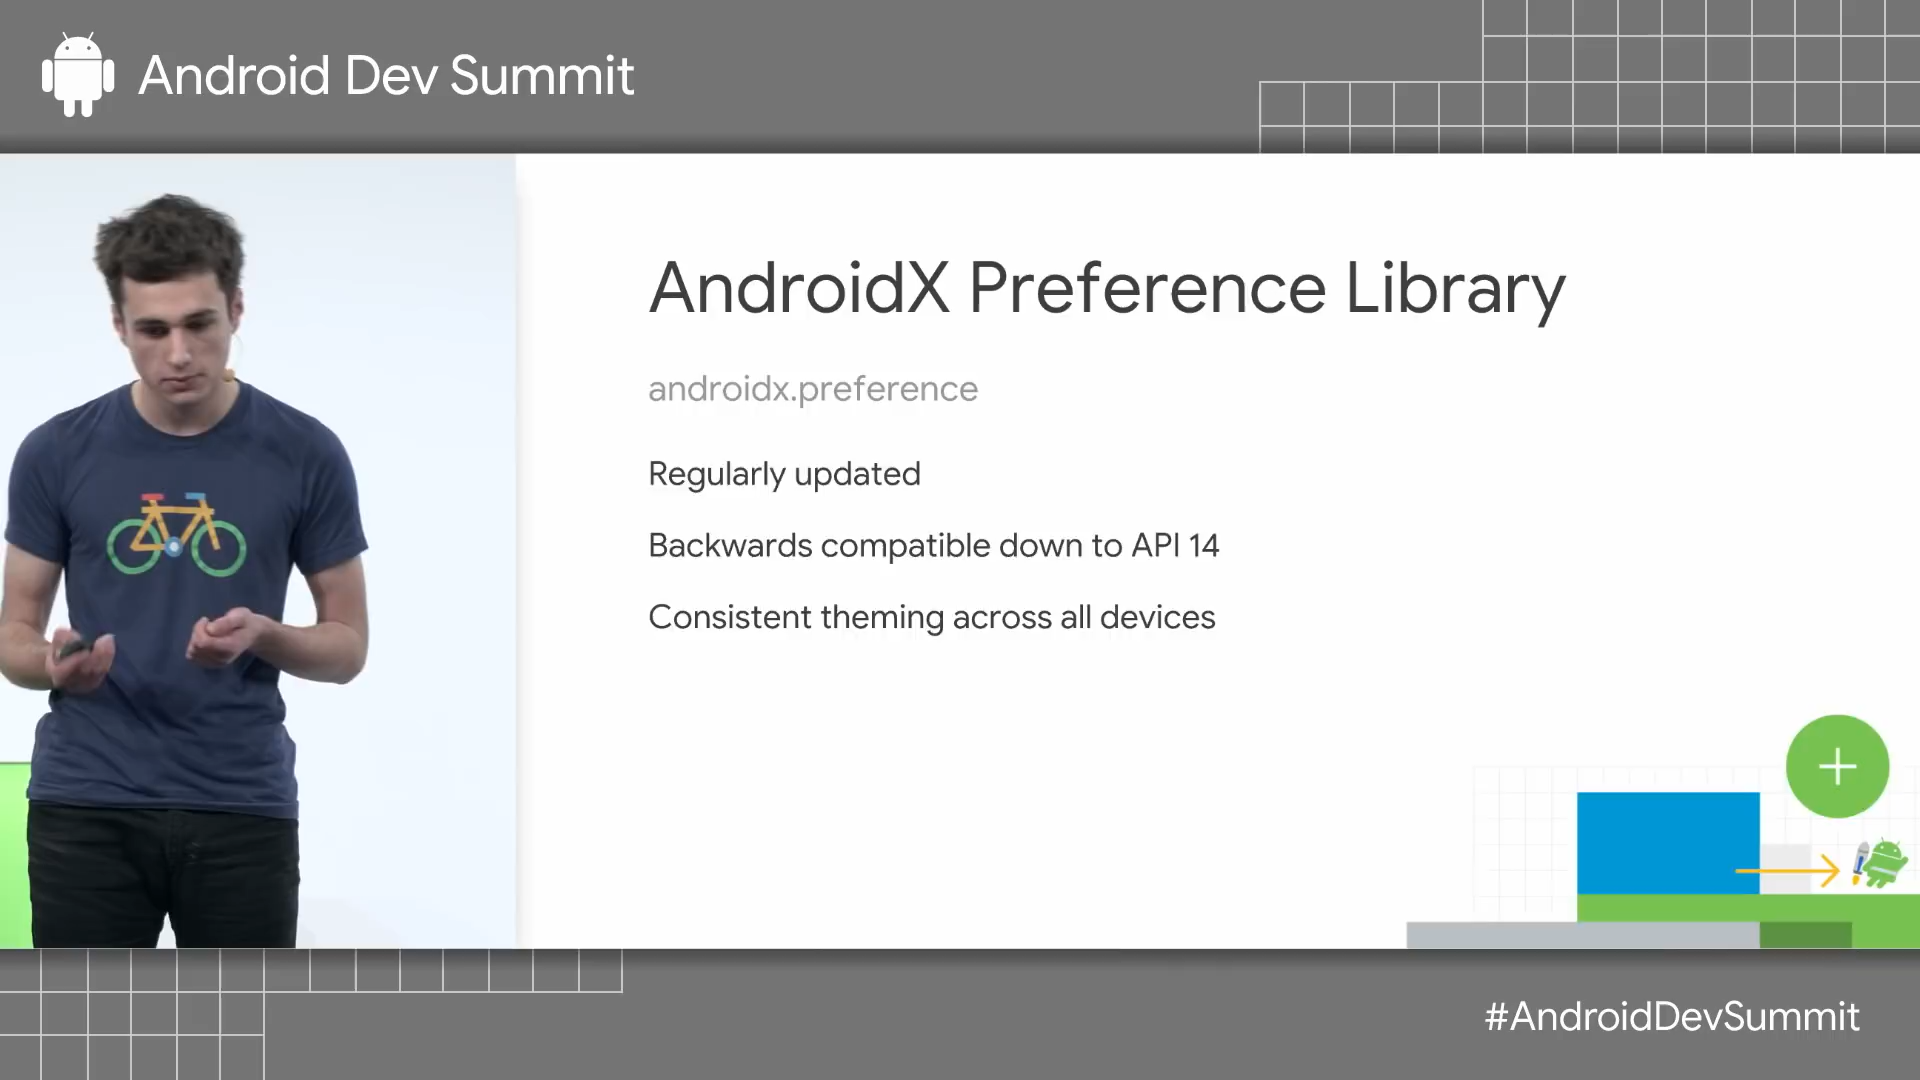 Android Dev Summit
AndroidX Preference Library
androidx.preference
Regularly updated
Backwards compatible down to API 14
Consistent theming across all devices
#AndroidDevSummit